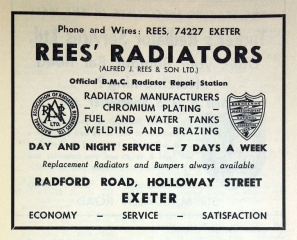 Phone and Wires: REES, 74227 EXETER
REES' RADIATORS
(ALFRED J. REES & SON LTD.)
Official B.M.C. Radiator Repair Station
RADIATOR MANUFACTURERS
– CHROMIUM PLATING –
FUEL AND WATER TANKS
WELDING AND BRAZING
DAY AND NIGHT SERVICE – 7 DAYS A WEEK
Replacement Radiators and Bumpers always available
RADFORD ROAD, HOLLOWAY STREET
EXETER
ECONOMY – SERVICE – SATISFACTION